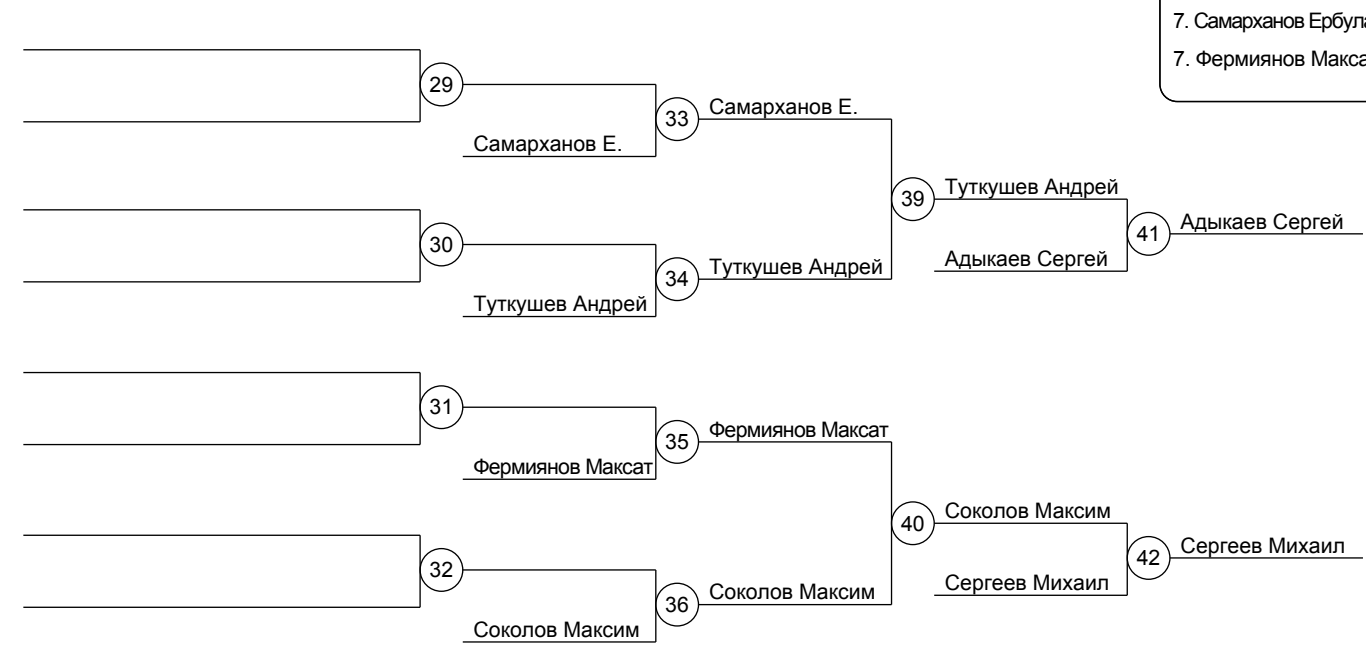 7. Самарханов Ербула
7. Фермиянов Макса
29
33
Самарханов Е.
Самарханов Е.
39
Туткушев Андрей
41
Адыкаев Сергей
30
34
Туткушев Андрей
Адыкаев Сергей
Туткушев Андрей
31
35
Фермиянов Максат
Фермиянов Максат
40
Соколов Максим
42
Сергеев Михаил
32
36
Соколов Максим
Сергеев Михаил
Соколов Максим